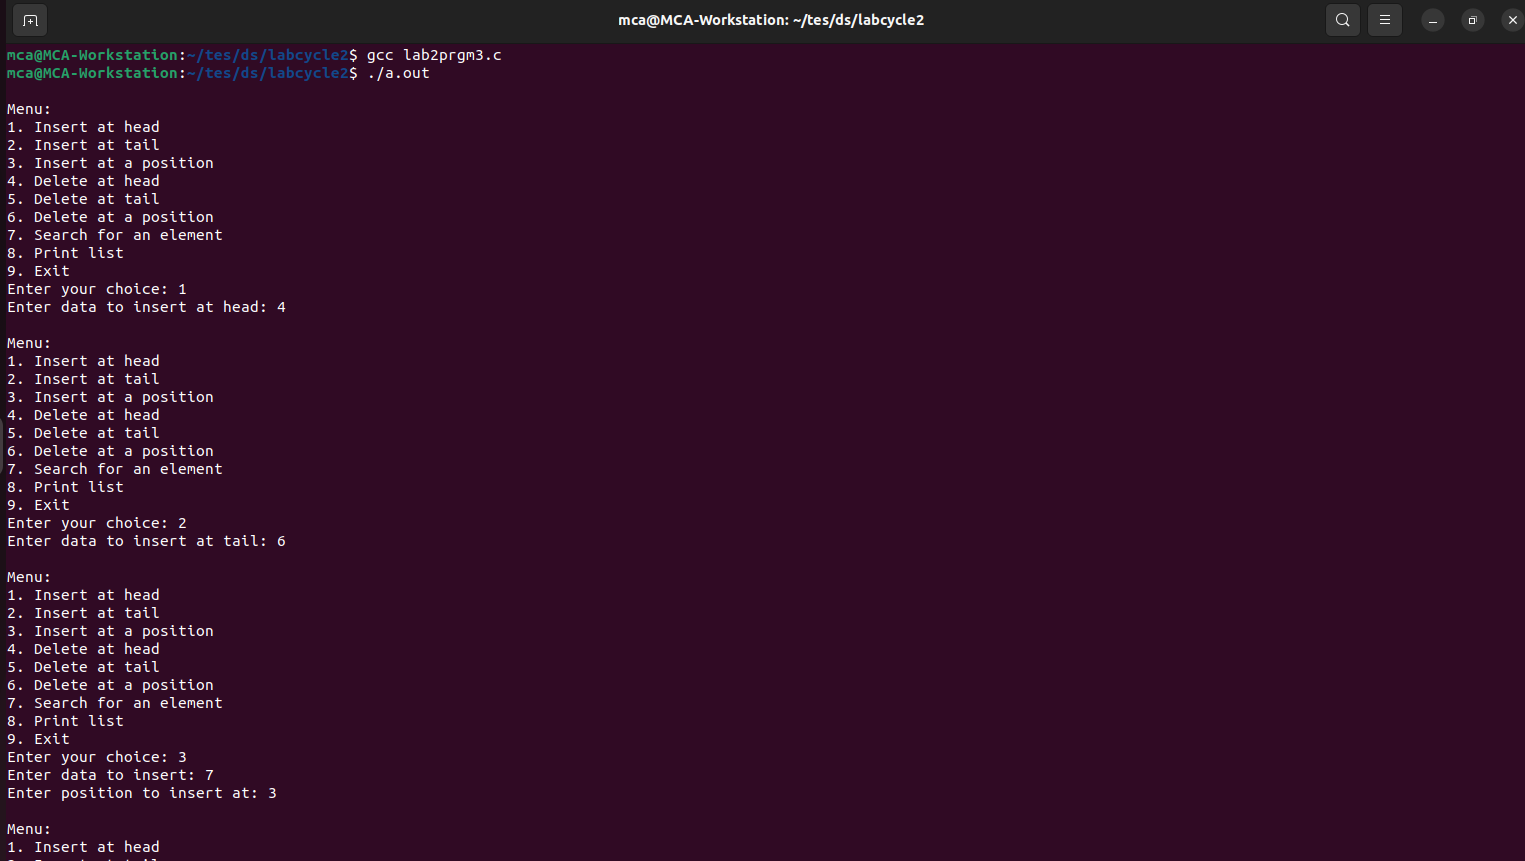 mca@MCA-Workstation: ~/tes/ds/labcycle2
mca@MCA-Workstation:~/tes/ds/labcycle2$ gcc lab2prgm3.c
mca@MCA-Workstation:~/tes/ds/labcycle2$ ./a.out
Menu:
1. Insert at head
2. Insert at tail
3. Insert at a position
4. Delete at head
5. Delete at tail
6. Delete at a position
7. Search for an element
8. Print list
9. Exit
Enter your choice: 1
Enter data to insert at head: 4
Menu:
1. Insert at head
2. Insert at tail
3. Insert at a position
4. Delete at head
5. Delete at tail
6. Delete at a position
7. Search for an element
8. Print list
9. Exit
Enter your choice: 2
Enter data to insert at tail: 6
Menu:
1. Insert at head
2. Insert at tail
3. Insert at a position
4. Delete at head
5. Delete at tail
6. Delete at a position
7. Search for an element
8. Print list
9. Exit
Enter your choice: 3
Enter data to insert: 7
Enter position to insert at: 3
Menu:
1. Insert at head